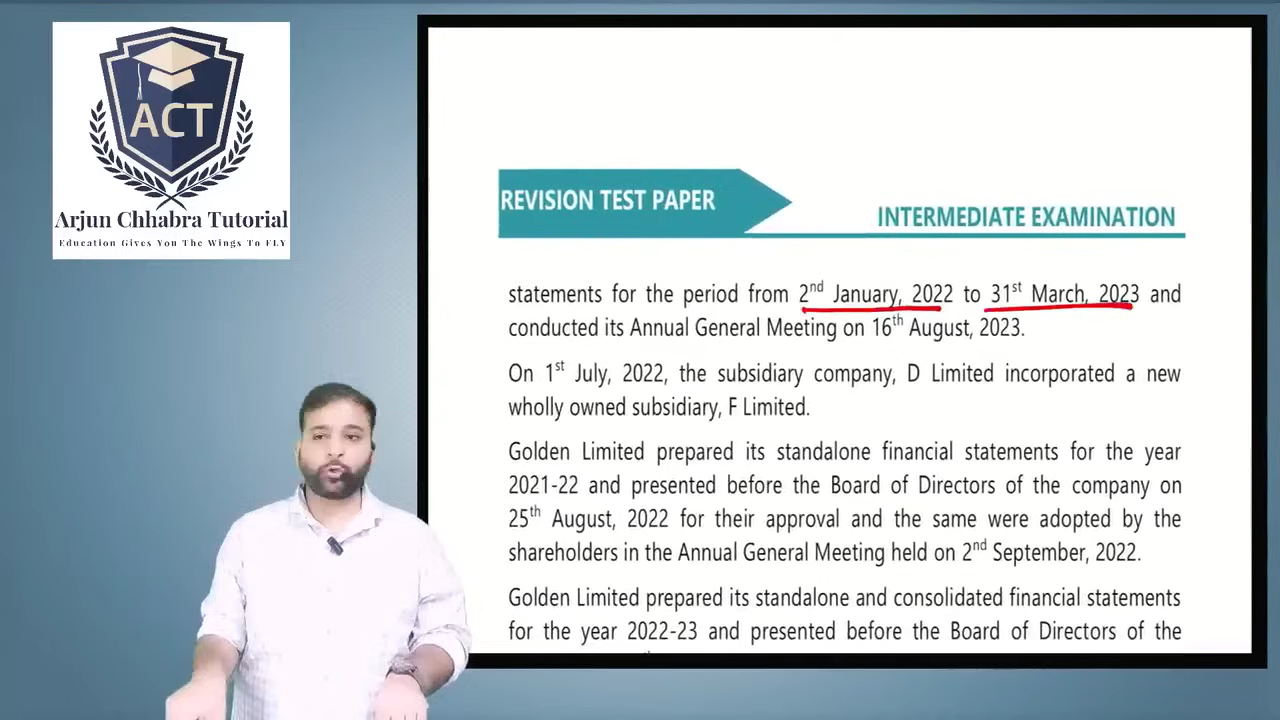 ACT
Arjun Chhabra Tutorial
Education Gives You The Wings To FLY
REVISION TEST PAPER
INTERMEDIATE EXAMINATION
statements for the period from 2nd January, 2022 to 31st March, 2023 and
conducted its Annual General Meeting on 16th August, 2023.
On 1st July, 2022, the subsidiary company, D Limited incorporated a new
wholly owned subsidiary, F Limited.
Golden Limited prepared its standalone financial statements for the year
2021-22 and presented before the Board of Directors of the company on
25th August, 2022 for their approval and the same were adopted by the
shareholders in the Annual General Meeting held on 2nd September, 2022.
Golden Limited prepared its standalone and consolidated financial statements
for the year 2022-23 and presented before the Board of Directors of the